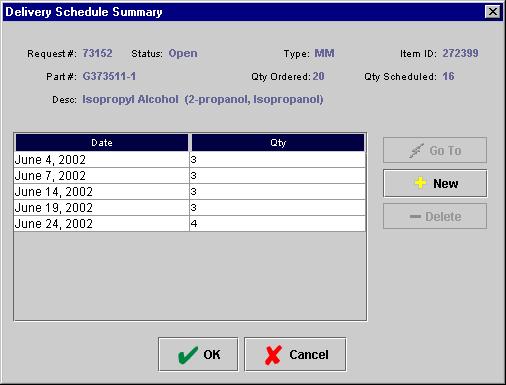 Delivery Schedule Summary
Request #: 73152 Status: Open Type: MM Item ID: 272399
Part #: G373511-1 Qty Ordered: 20 Qty Scheduled: 16
Desc: Isopropyl Alcohol (2-propanol, Isopropanol)
Date Qty
June 4, 2002 3
June 7, 2002 3
June 14, 2002 3
June 19, 2002 3
June 24, 2002 4
Go To
New
Delete
OK Cancel